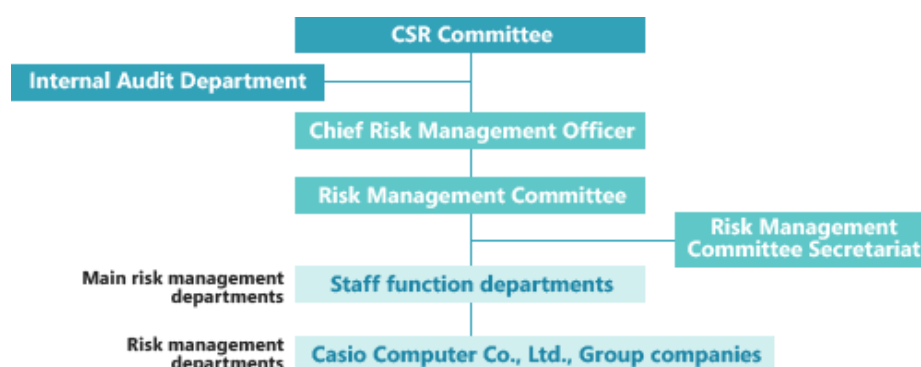 CSR Committee
Internal Audit Department
Chief Risk Management Officer
Risk Management Committee
Risk Management
Committee Secretariat
Main risk management
departments
Staff function departments
Risk management
departments
Casio Computer Co., Ltd., Group companies